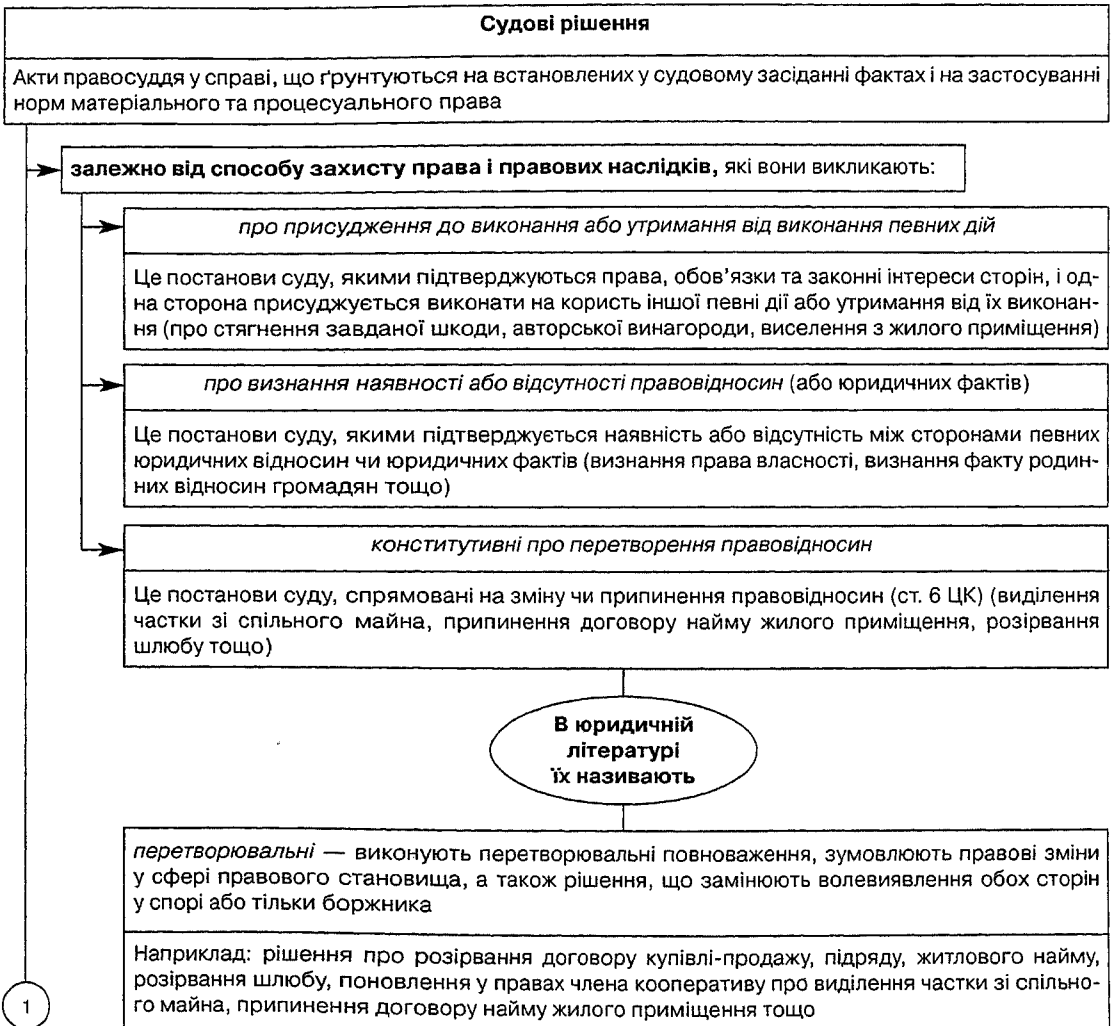 Судові рішення
Акти правосуддя у справі, що ґрунтуються на встановлених у судовому засіданні фактах і на застосуванні
норм матеріального та процесуального права
залежно від способу захисту права і правових наслідків, які вони викликають:
про присудження до виконання або утримання від виконання певних дій
Це постанови суду, якими підтверджуються права, обов’язки та законні інтереси сторін, і од-
на сторона присуджується виконати на користь іншої певні дії або утримання від їх виконан-
ня (про стягнення завданої шкоди, авторської винагороди, виселення з жилого приміщення)
про визнання наявності або відсутності правовідносин (або юридичних фактів)
Це постанови суду, якими підтверджується наявність або відсутність між сторонами певних
юридичних відносин чи юридичних фактів (визнання права власності, визнання факту родин-
них відносин громадян тощо)
конститутивні про перетворення правовідносин
Це постанови суду, спрямовані на зміну чи припинення правовідносин (ст. 6 ЦК) (виділення
частки зі спільного майна, припинення договору найму жилого приміщення, розірвання
шлюбу тощо)
В юридичній
літературі
їх називають
перетворювальні — виконують перетворювальні повноваження, зумовлюють правові зміни
у сфері правового становища, а також рішення, що замінюють волевиявлення обох сторін
у спорі або тільки боржника
Наприклад: рішення про розірвання договору купівлі-продажу, підряду, житлового найму,
розірвання шлюбу, поновлення у правах члена кооперативу про виділення частки зі спільно-
го майна, припинення договору найму жилого приміщення тощо
1